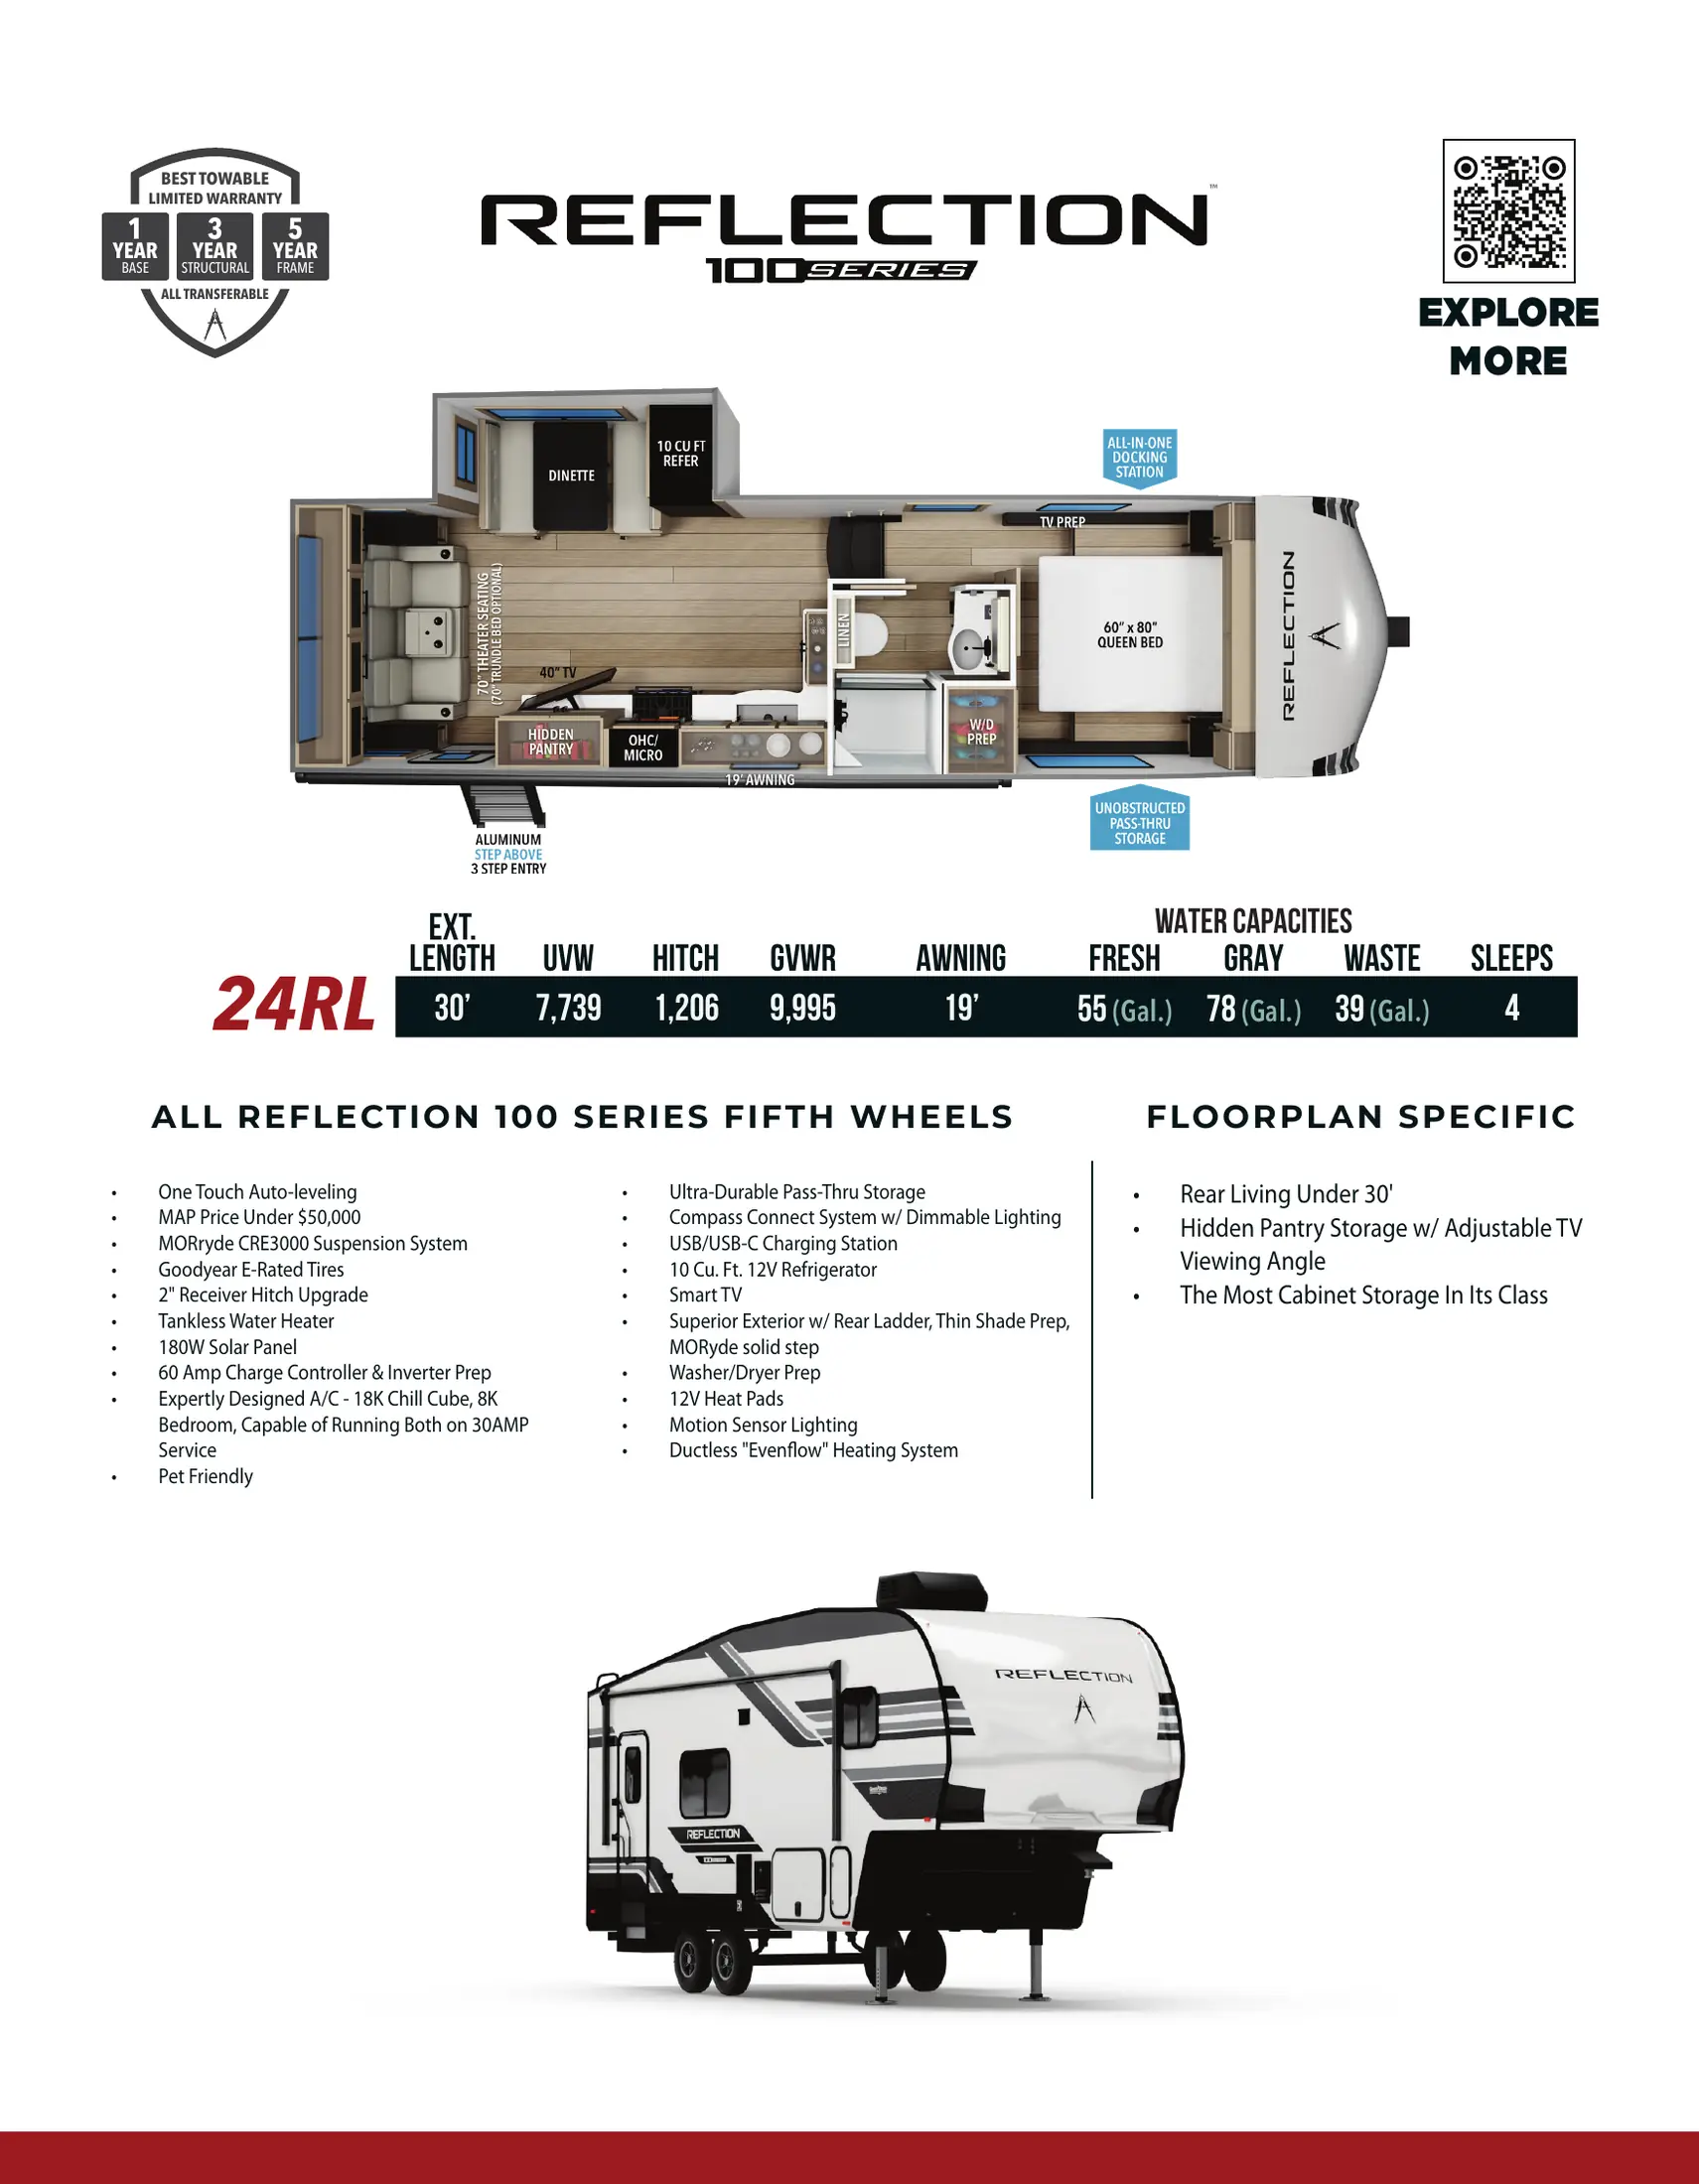 BEST TOWABLE
LIMITED WARRANTY
1 YEAR BASE
3 YEAR STRUCTURAL
5 YEAR FRAME
ALL TRANSFERABLE
REFLECTION™
100 SERIES
EXPLORE
MORE
DINETTE
10 CU FT
REFER
ALL-IN-ONE
DOCKING
STATION
TV PREP
70" THEATER SEATING
(70" TRUNDLE BED OPTIONAL)
40" TV
LINEN
60" x 80"
QUEEN BED
REFLECTION
HIDDEN
PANTRY
OHC/
MICRO
W/D
PREP
19' AWNING
UNOBSTRUCTED
PASS-THRU
STORAGE
ALUMINUM
STEP ABOVE
3 STEP ENTRY
WATER CAPACITIES
EXT. LENGTH UVW HITCH GVWR AWNING FRESH GRAY WASTE SLEEPS
24RL 30' 7,739 1,206 9,995 19' 55 (Gal.) 78 (Gal.) 39 (Gal.) 4
ALL REFLECTION 100 SERIES FIFTH WHEELS
• One Touch Auto-leveling
• MAP Price Under $50,000
• MORryde CRE3000 Suspension System
• Goodyear E-Rated Tires
• 2" Receiver Hitch Upgrade
• Tankless Water Heater
• 180W Solar Panel
• 60 Amp Charge Controller & Inverter Prep
• Expertly Designed A/C - 18K Chill Cube, 8K
Bedroom, Capable of Running Both on 30AMP
Service
• Pet Friendly
• Ultra-Durable Pass-Thru Storage
• Compass Connect System w/ Dimmable Lighting
• USB/USB-C Charging Station
• 10 Cu. Ft. 12V Refrigerator
• Smart TV
• Superior Exterior w/ Rear Ladder, Thin Shade Prep,
MORyde solid step
• Washer/Dryer Prep
• 12V Heat Pads
• Motion Sensor Lighting
• Ductless "Evenflow" Heating System
FLOORPLAN SPECIFIC
• Rear Living Under 30'
• Hidden Pantry Storage w/ Adjustable TV
Viewing Angle
• The Most Cabinet Storage In Its Class
REFLECTION
REFLECTION